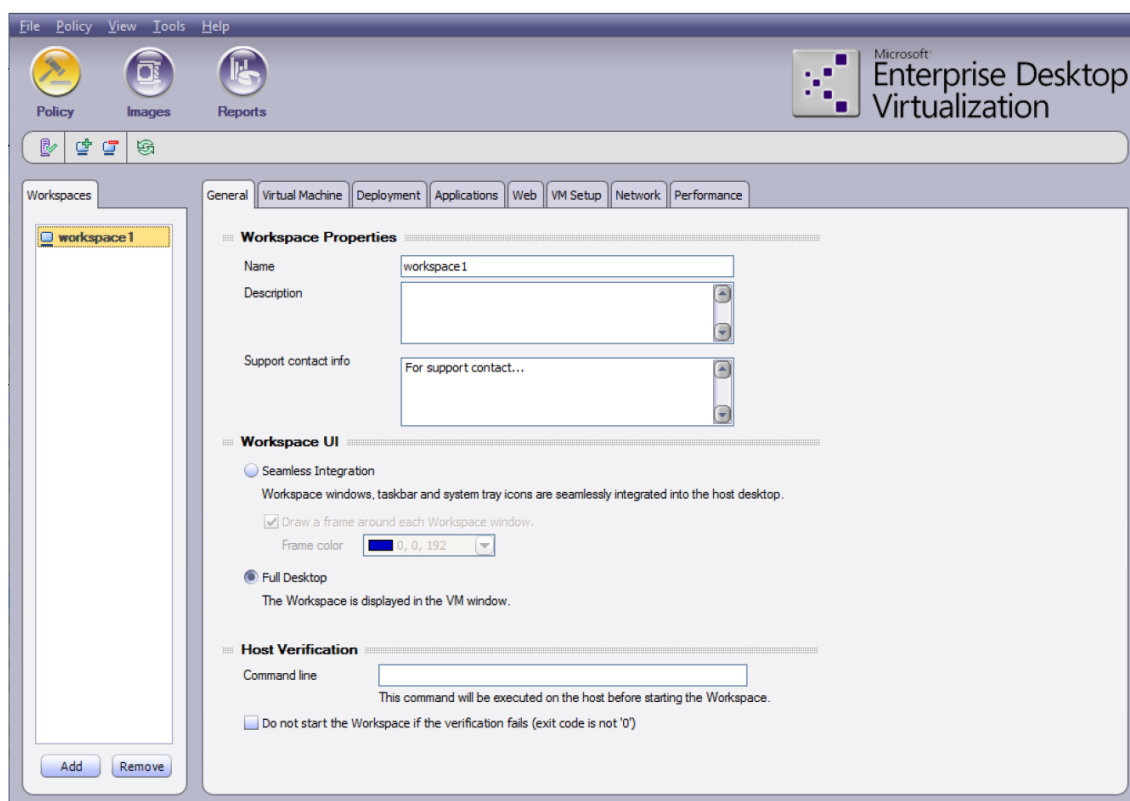 File Policy View Tools Help
Policy Images Reports
Microsoft
Enterprise Desktop
Virtualization
Workspaces
General Virtual Machine Deployment Applications Web VM Setup Network Performance
workspace1
Workspace Properties
Name workspace1
Description
Support contact info For support contact...
Workspace UI
Seamless Integration
Workspace windows, taskbar and system tray icons are seamlessly integrated into the host desktop.
Draw a frame around each Workspace window.
Frame color 0, 0, 192
Full Desktop
The Workspace is displayed in the VM window.
Host Verification
Command line
This command will be executed on the host before starting the Workspace.
Do not start the Workspace if the verification fails (exit code is not '0')
Add Remove